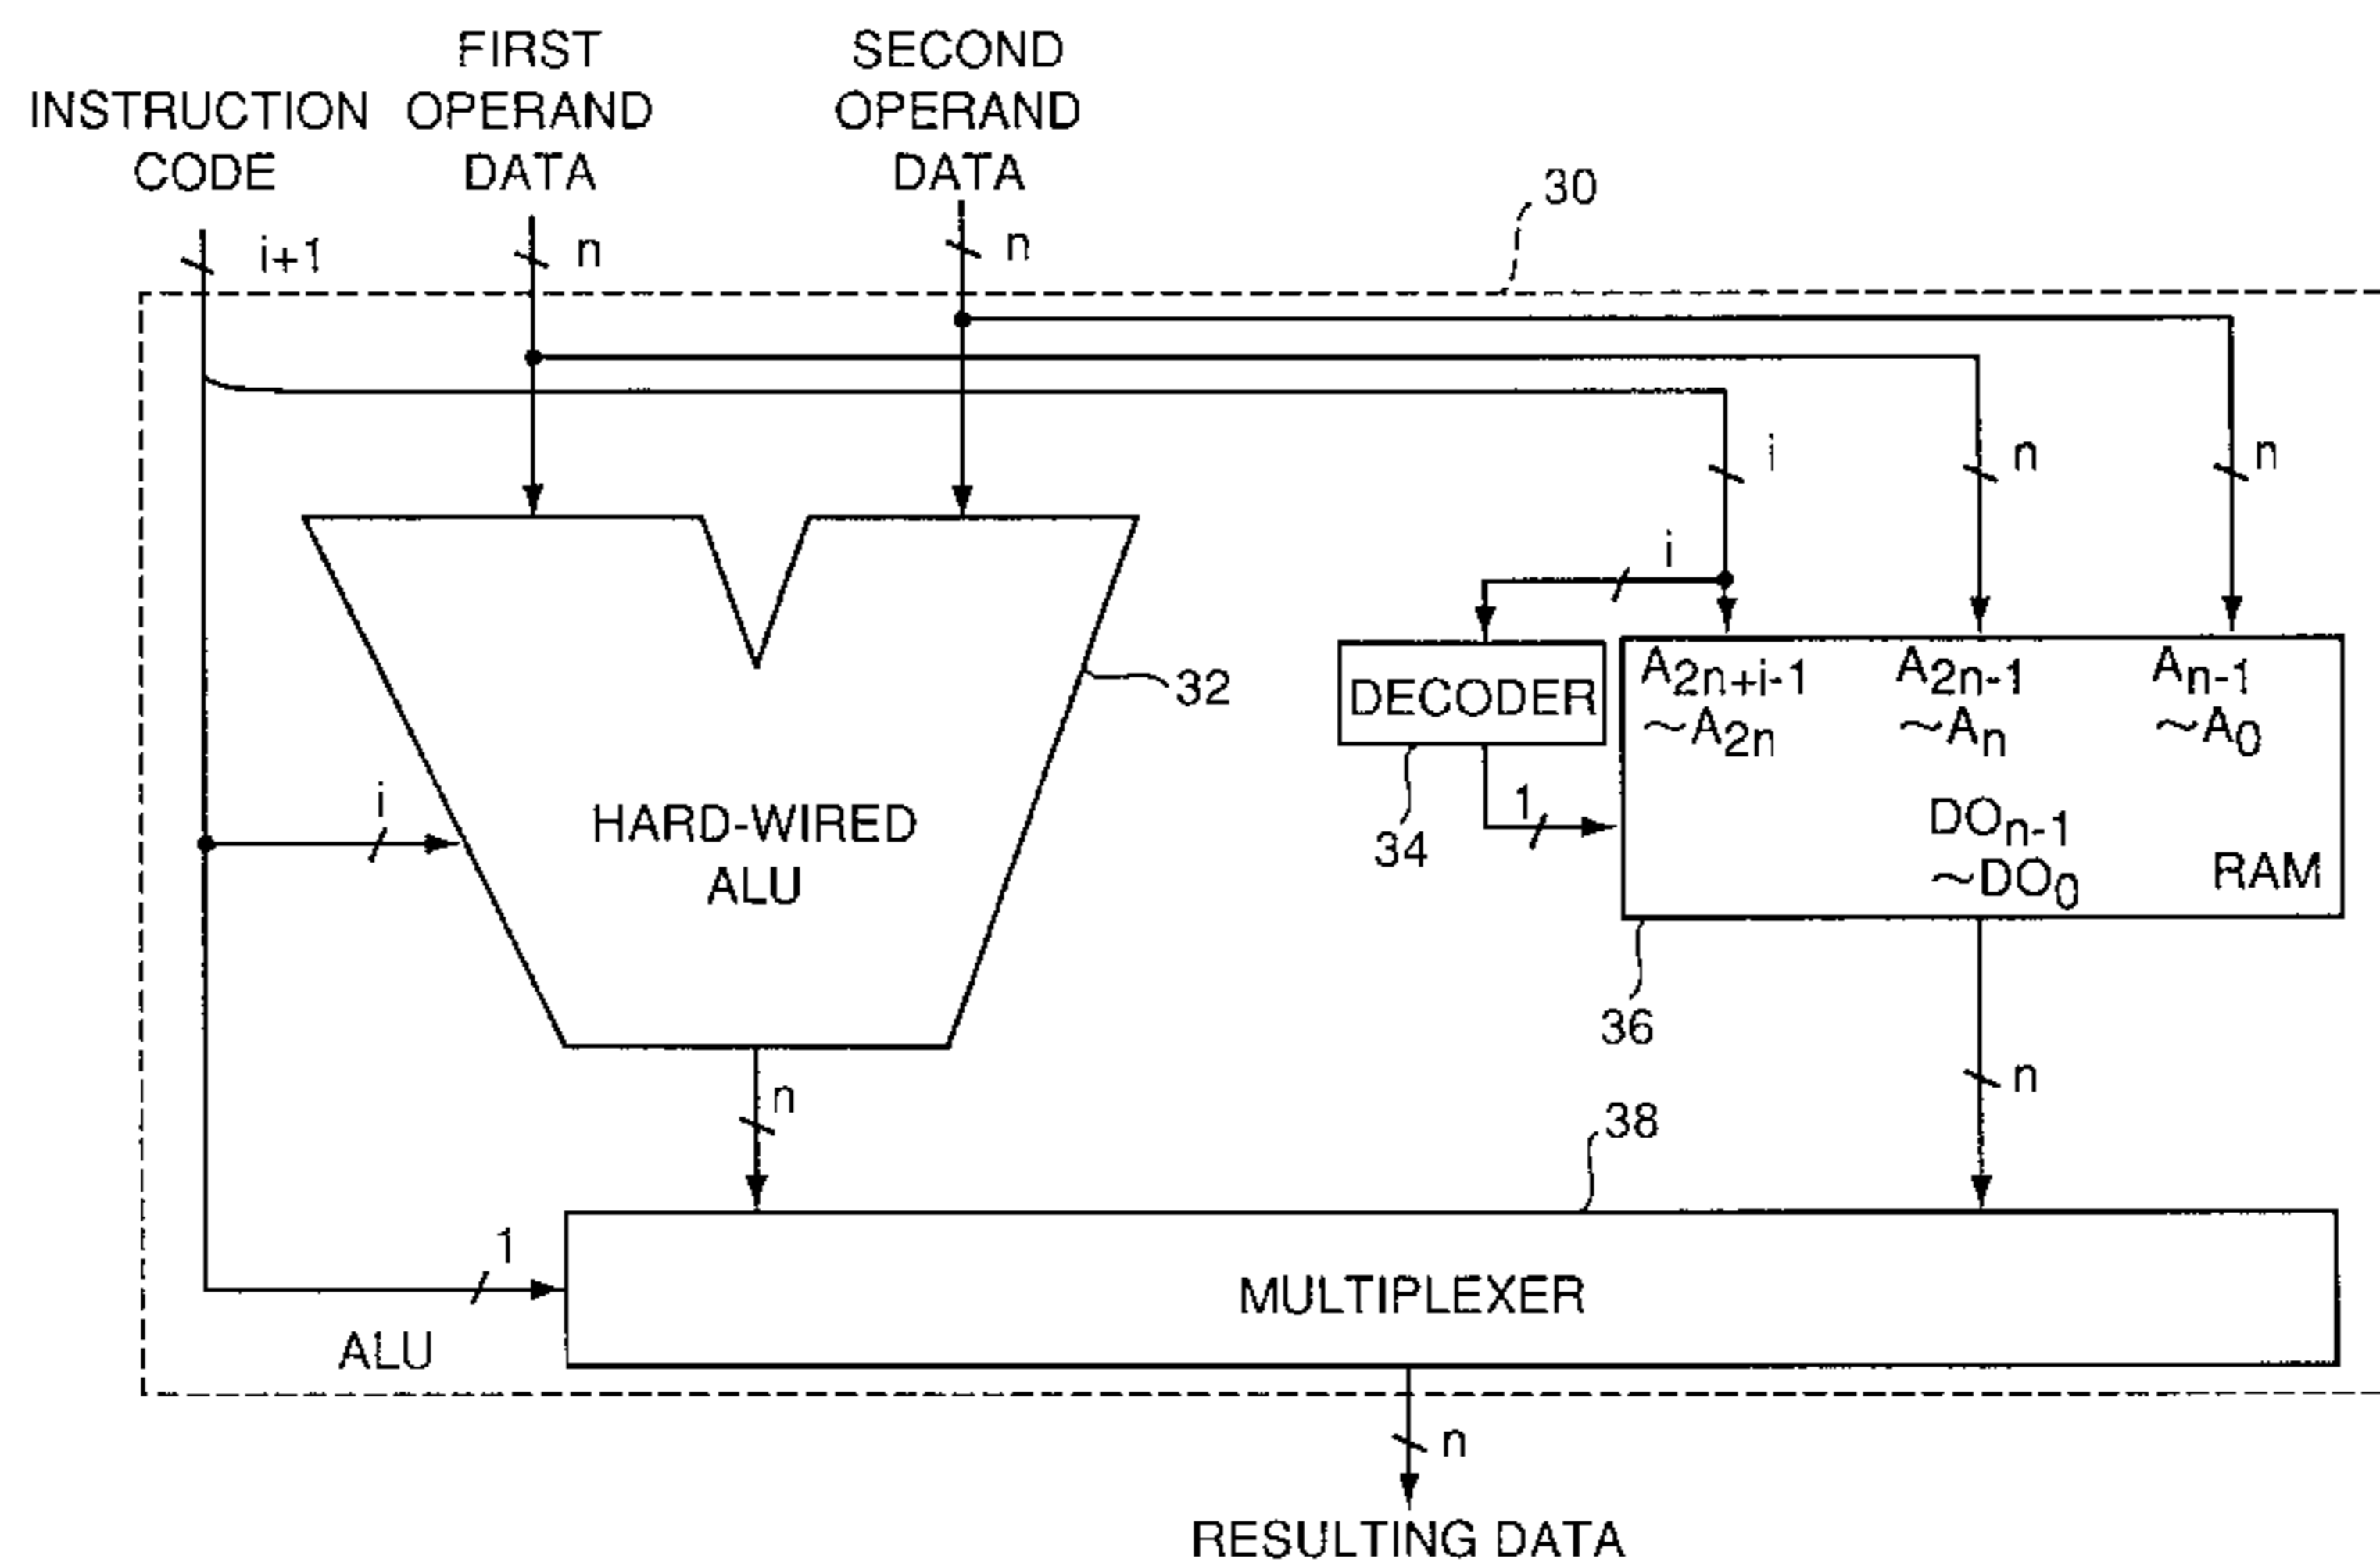 FIRST
OPERAND
DATA
SECOND
OPERAND
DATA
INSTRUCTION
CODE
30
i+1
n
n
i
n
n
i
32
DECODER
A2n+i-1
~A2n
A2n-1
~An
An-1
~A0
i
HARD-WIRED
ALU
34
1
DOn-1
~DO0
RAM
36
n
n
38
1
MULTIPLEXER
ALU
n
RESULTING DATA